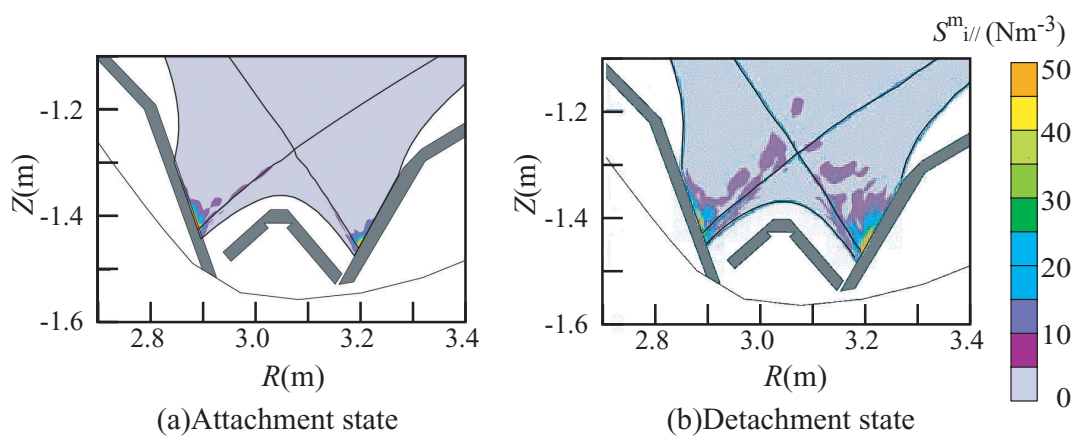 S^m_i// (Nm^-3)
50
40
30
20
10
0
Z(m)
-1.2
-1.4
-1.6
2.8 3.0 3.2 3.4
R(m)
(a)Attachment state
Z(m)
-1.2
-1.4
-1.6
2.8 3.0 3.2 3.4
R(m)
(b)Detachment state